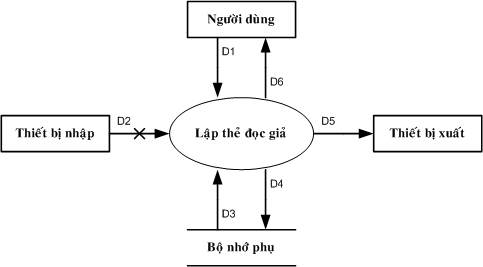 Người dùng
D1
D6
Thiết bị nhập
D2
Lập thẻ đọc giả
D5
Thiết bị xuất
D3
D4
Bộ nhớ phụ